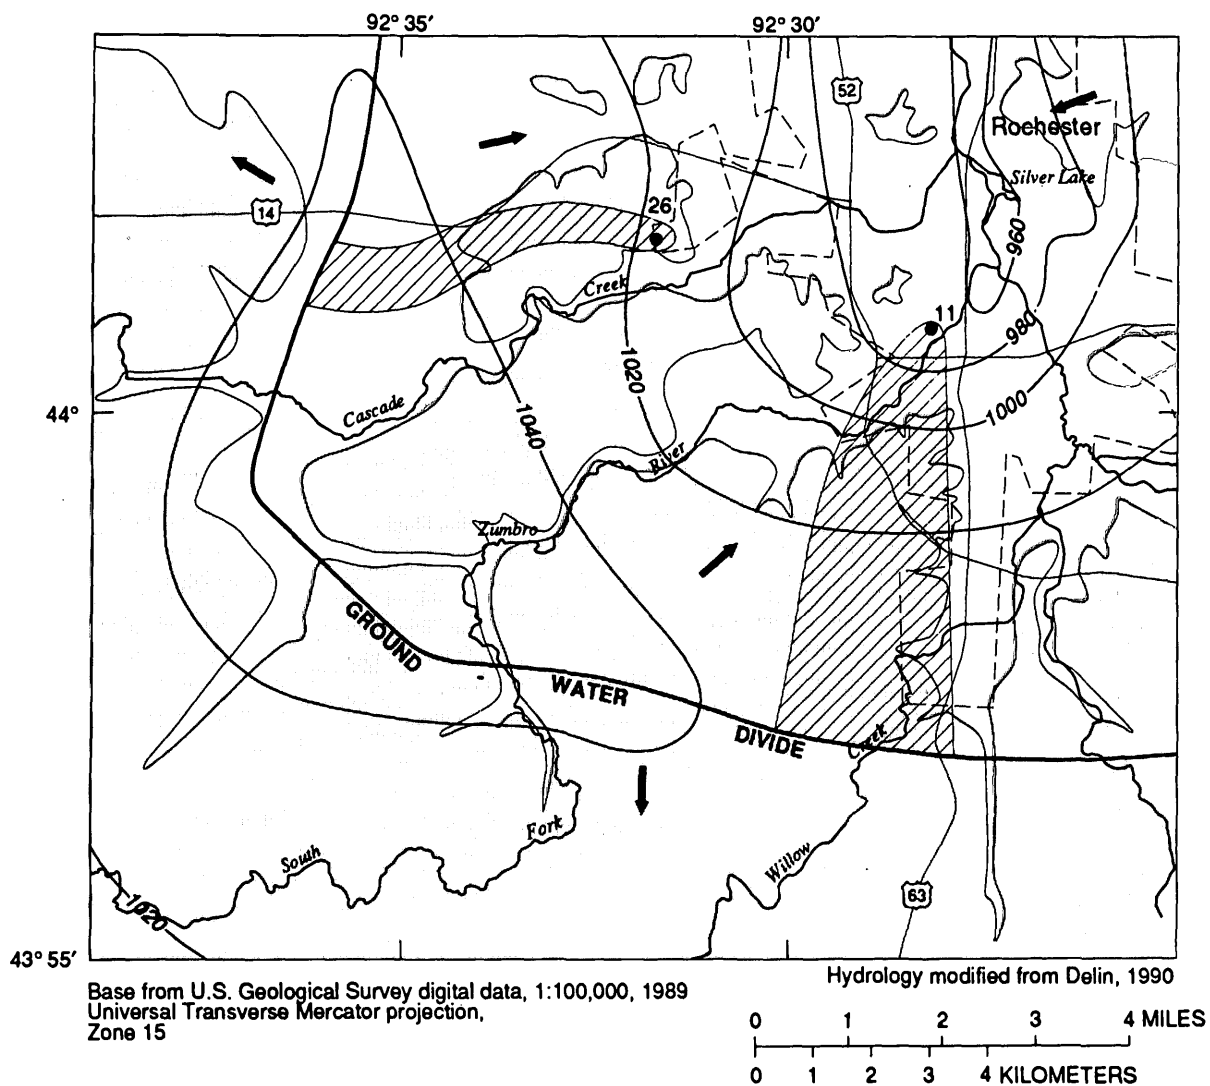 92° 35′
92° 30′
52
Rochester
Silver Lake
14
26
960
Creek
11
980
1020
1000
44°
Cascade
1040
River
Zumbro
GROUND
WATER
DIVIDE
Creek
Fork
South
Willow
63
1020
43° 55′
Hydrology modified from Delin, 1990
Base from U.S. Geological Survey digital data, 1:100,000, 1989
Universal Transverse Mercator projection,
Zone 15
0 1 2 3 4 MILES
0 1 2 3 4 KILOMETERS